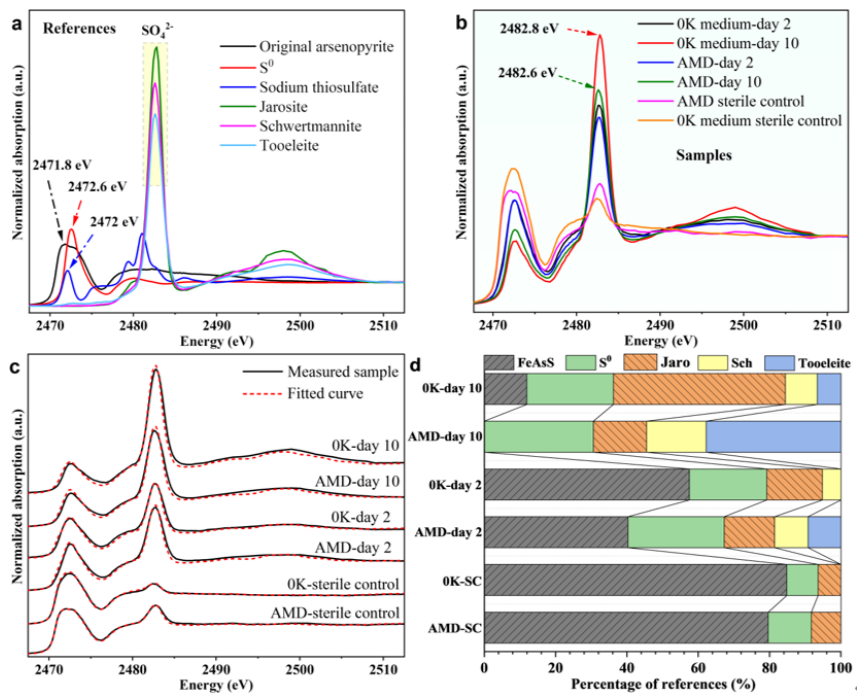 a
References
SO₄²⁻
Original arsenopyrite
S⁰
Sodium thiosulfate
Jarosite
Schwertmannite
Tooeleite
2471.8 eV
2472.6 eV
2472 eV
Normalized absorption (a.u.)
2470 2480 2490 2500 2510
Energy (eV)
b
2482.8 eV
2482.6 eV
0K medium-day 2
0K medium-day 10
AMD-day 2
AMD-day 10
AMD sterile control
0K medium sterile control
Samples
Normalized absorption (a.u.)
2470 2480 2490 2500 2510
Energy (eV)
c
Measured sample
Fitted curve
0K-day 10
AMD-day 10
0K-day 2
AMD-day 2
0K-sterile control
AMD-sterile control
Normalized absorption (a.u.)
2470 2480 2490 2500 2510
Energy (eV)
d
FeAsS S⁰ Jaro Sch Tooeleite
0K-day 10
AMD-day 10
0K-day 2
AMD-day 2
0K-SC
AMD-SC
0 20 40 60 80 100
Percentage of references (%)